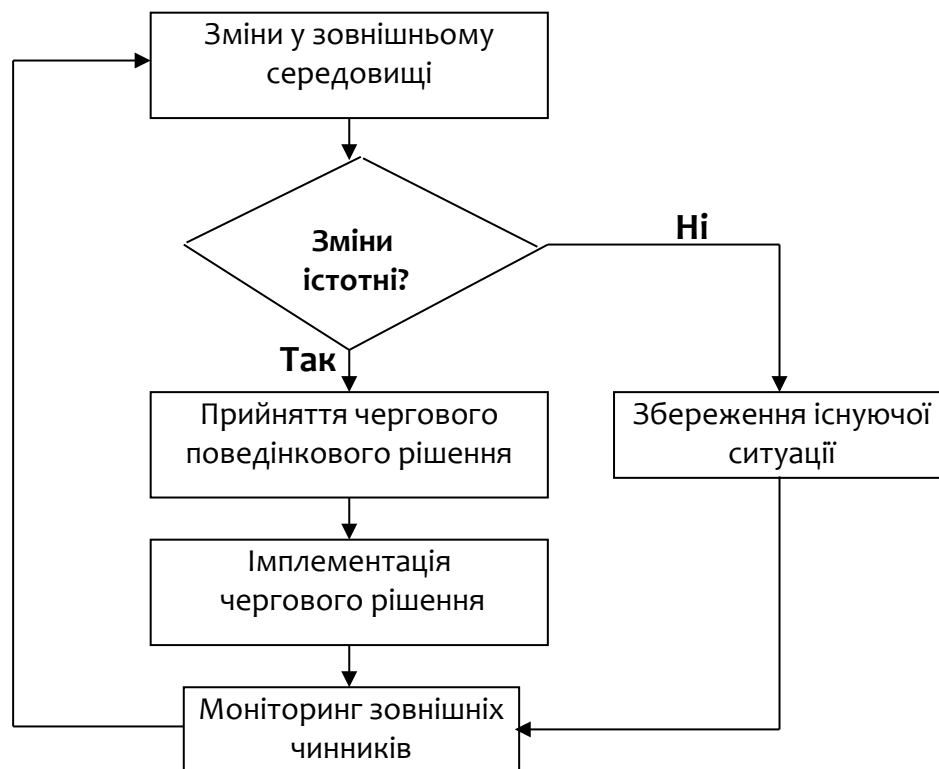 Зміни у зовнішньому
середовищі
Зміни
істотні?
Ні
Так
Прийняття чергового
поведінкового рішення
Збереження існуючої
ситуації
Імплементація
чергового рішення
Моніторинг зовнішніх
чинників